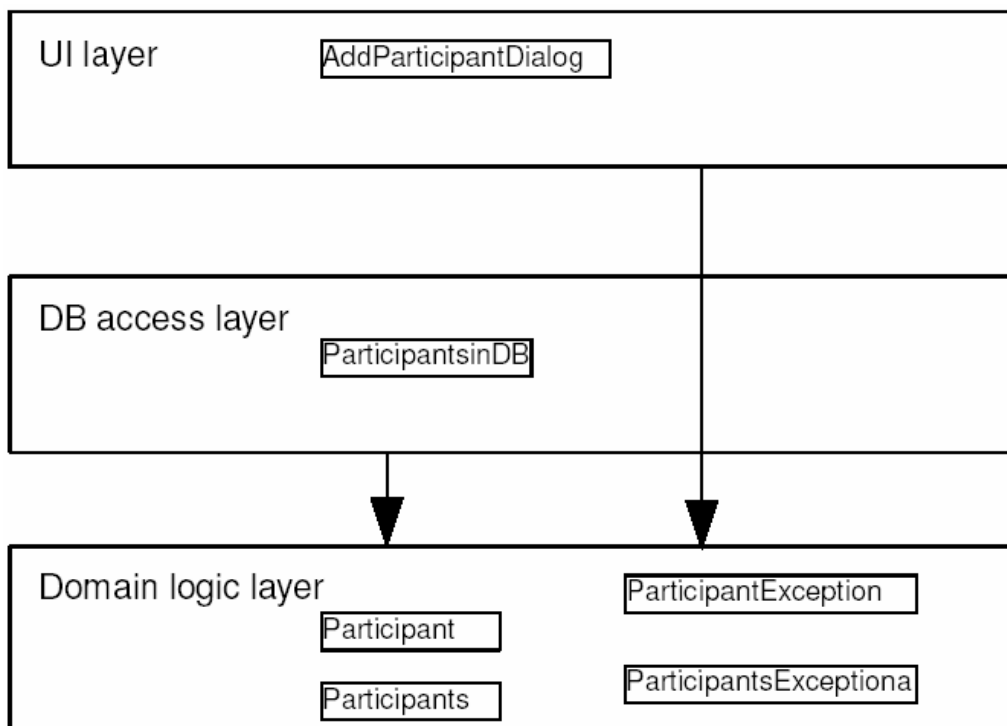 UI layer
AddParticipantDialog
DB access layer
ParticipantsinDB
Domain logic layer
ParticipantException
Participant
ParticipantsExceptiona
Participants